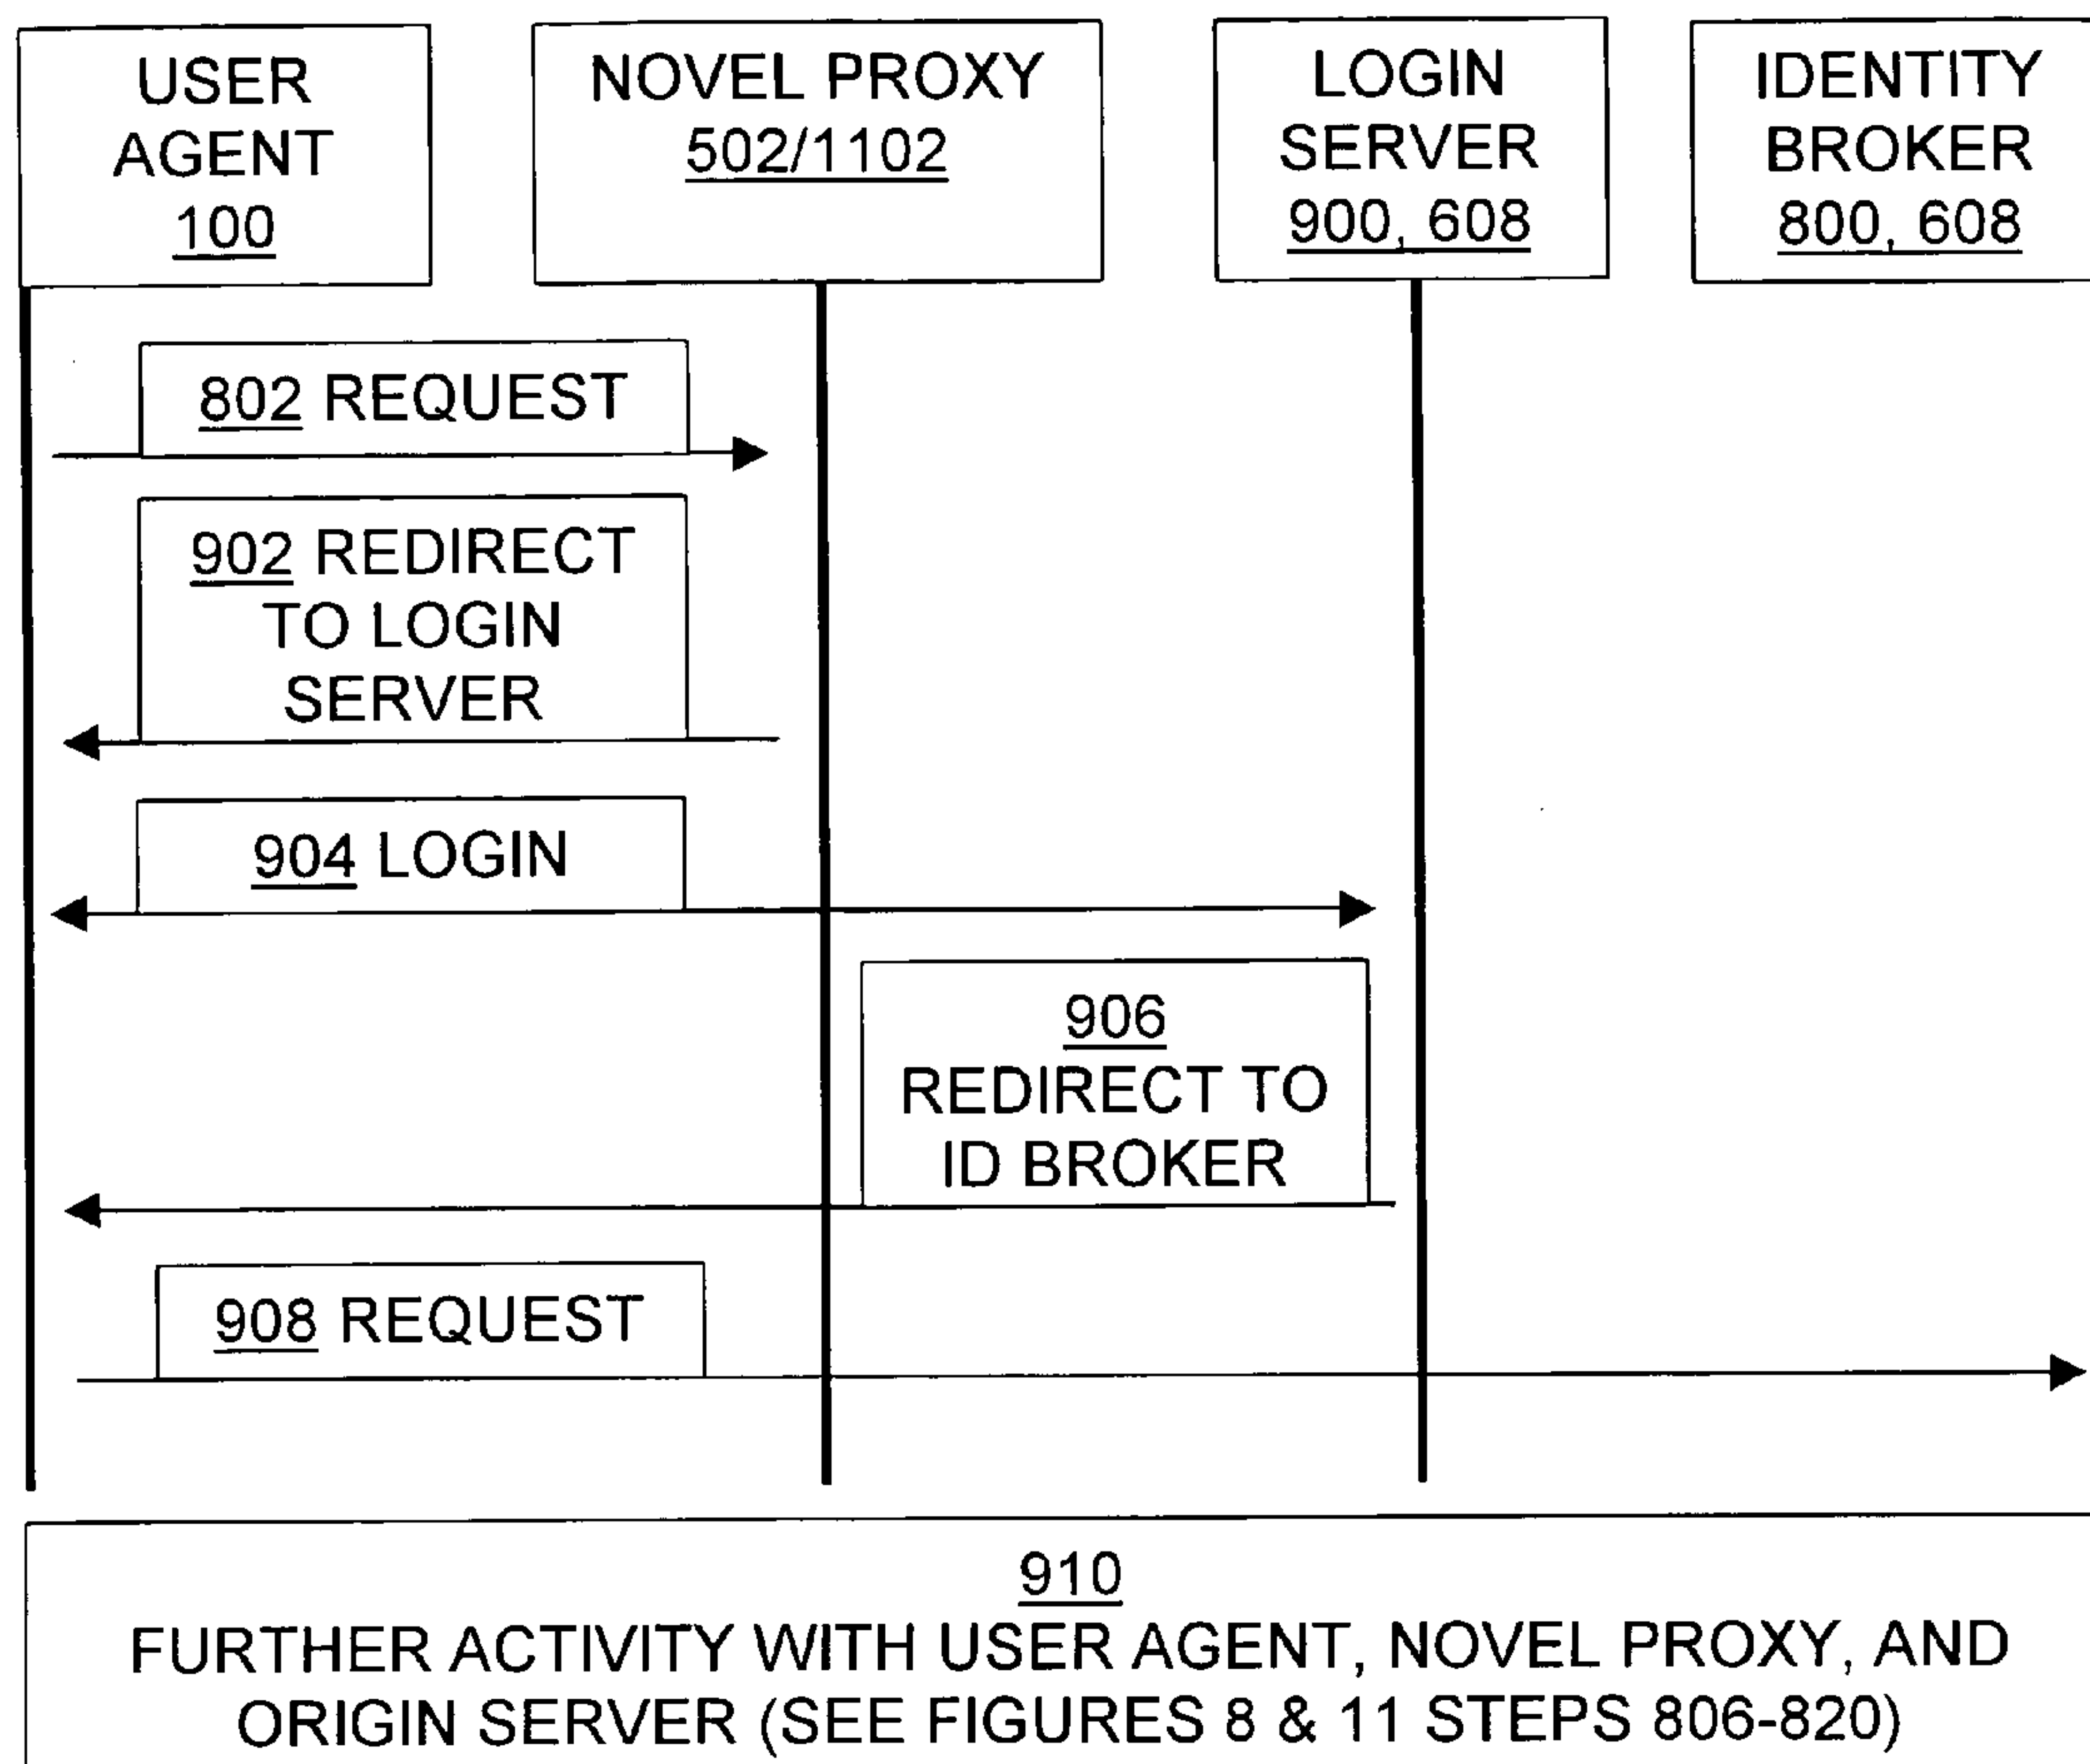 USER
AGENT
100
NOVEL PROXY
502/1102
LOGIN
SERVER
900, 608
IDENTITY
BROKER
800, 608
802 REQUEST
902 REDIRECT
TO LOGIN
SERVER
904 LOGIN
906
REDIRECT TO
ID BROKER
908 REQUEST
910
FURTHER ACTIVITY WITH USER AGENT, NOVEL PROXY, AND
ORIGIN SERVER (SEE FIGURES 8 & 11 STEPS 806-820)